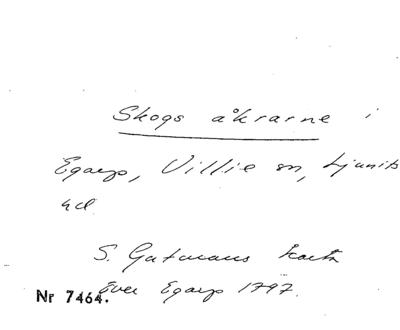 Skogs åkrarne i
Egarp, Villie sn, Ljunits
hd.
S. Gutmans karta
över Egarp 1797.
Nr 7464.